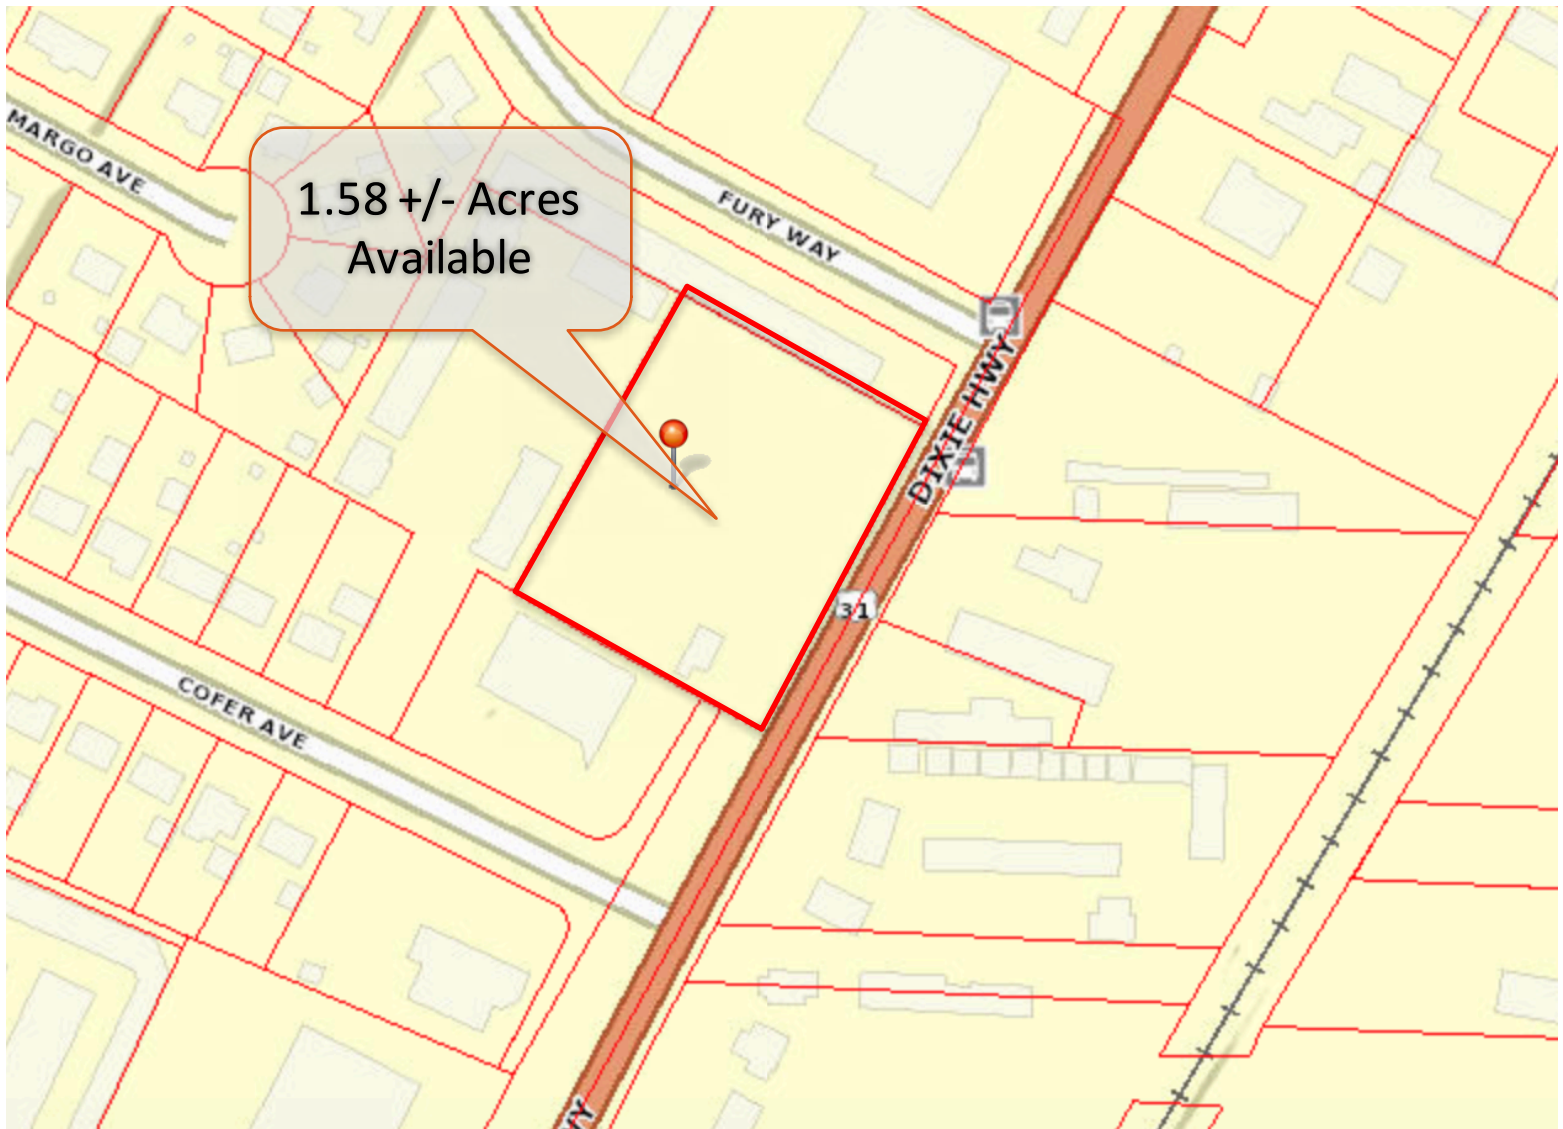 MARGO AVE
1.58 +/- Acres
Available
FURY WAY
DIXIE HWY
31
COFER AVE